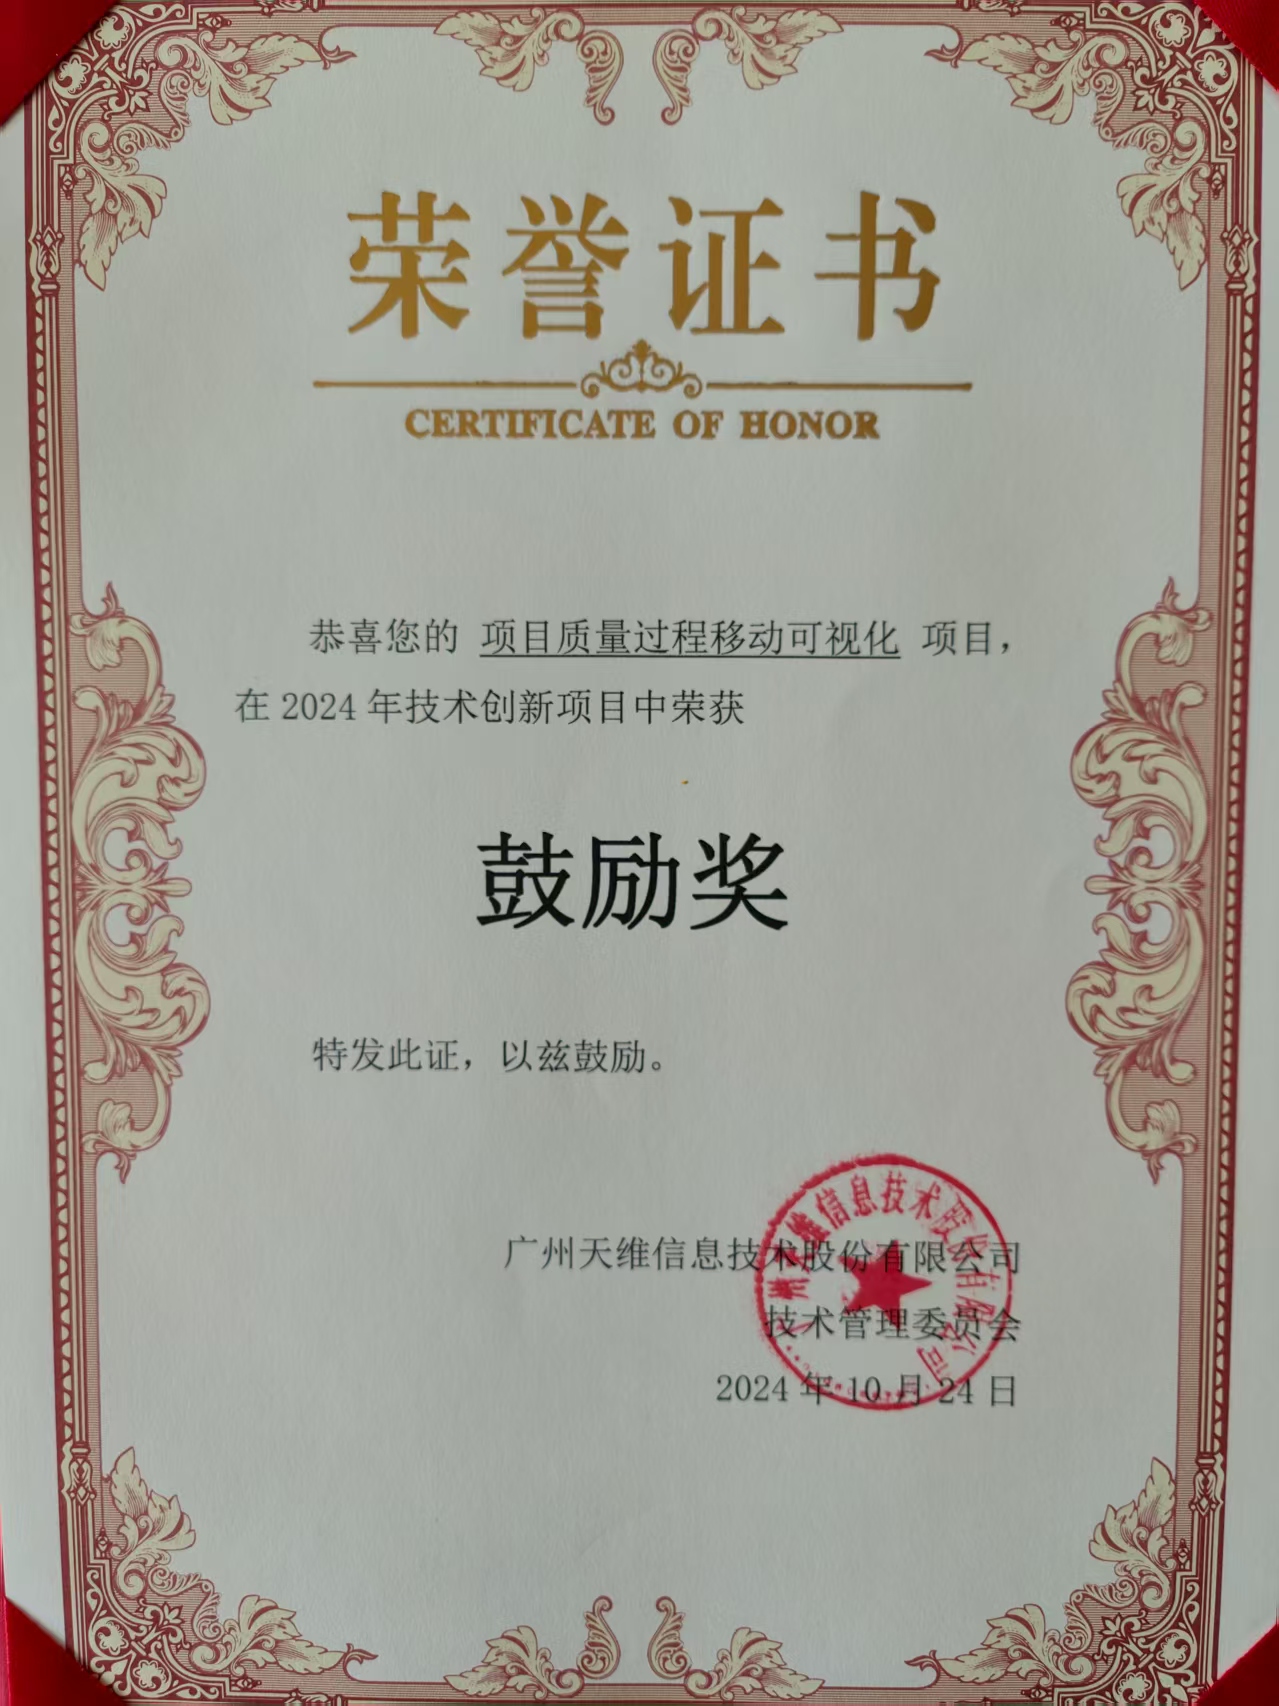 荣誉证书
CERTIFICATE OF HONOR
恭喜您的 项目质量过程移动可视化 项目，
在 2024 年技术创新项目中荣获
鼓励奖
特发此证，以兹鼓励。
广州天维信息技术股份有限公司
技术管理委员会
2024 年 10 月 24 日
广州天维信息技术股份有限公司